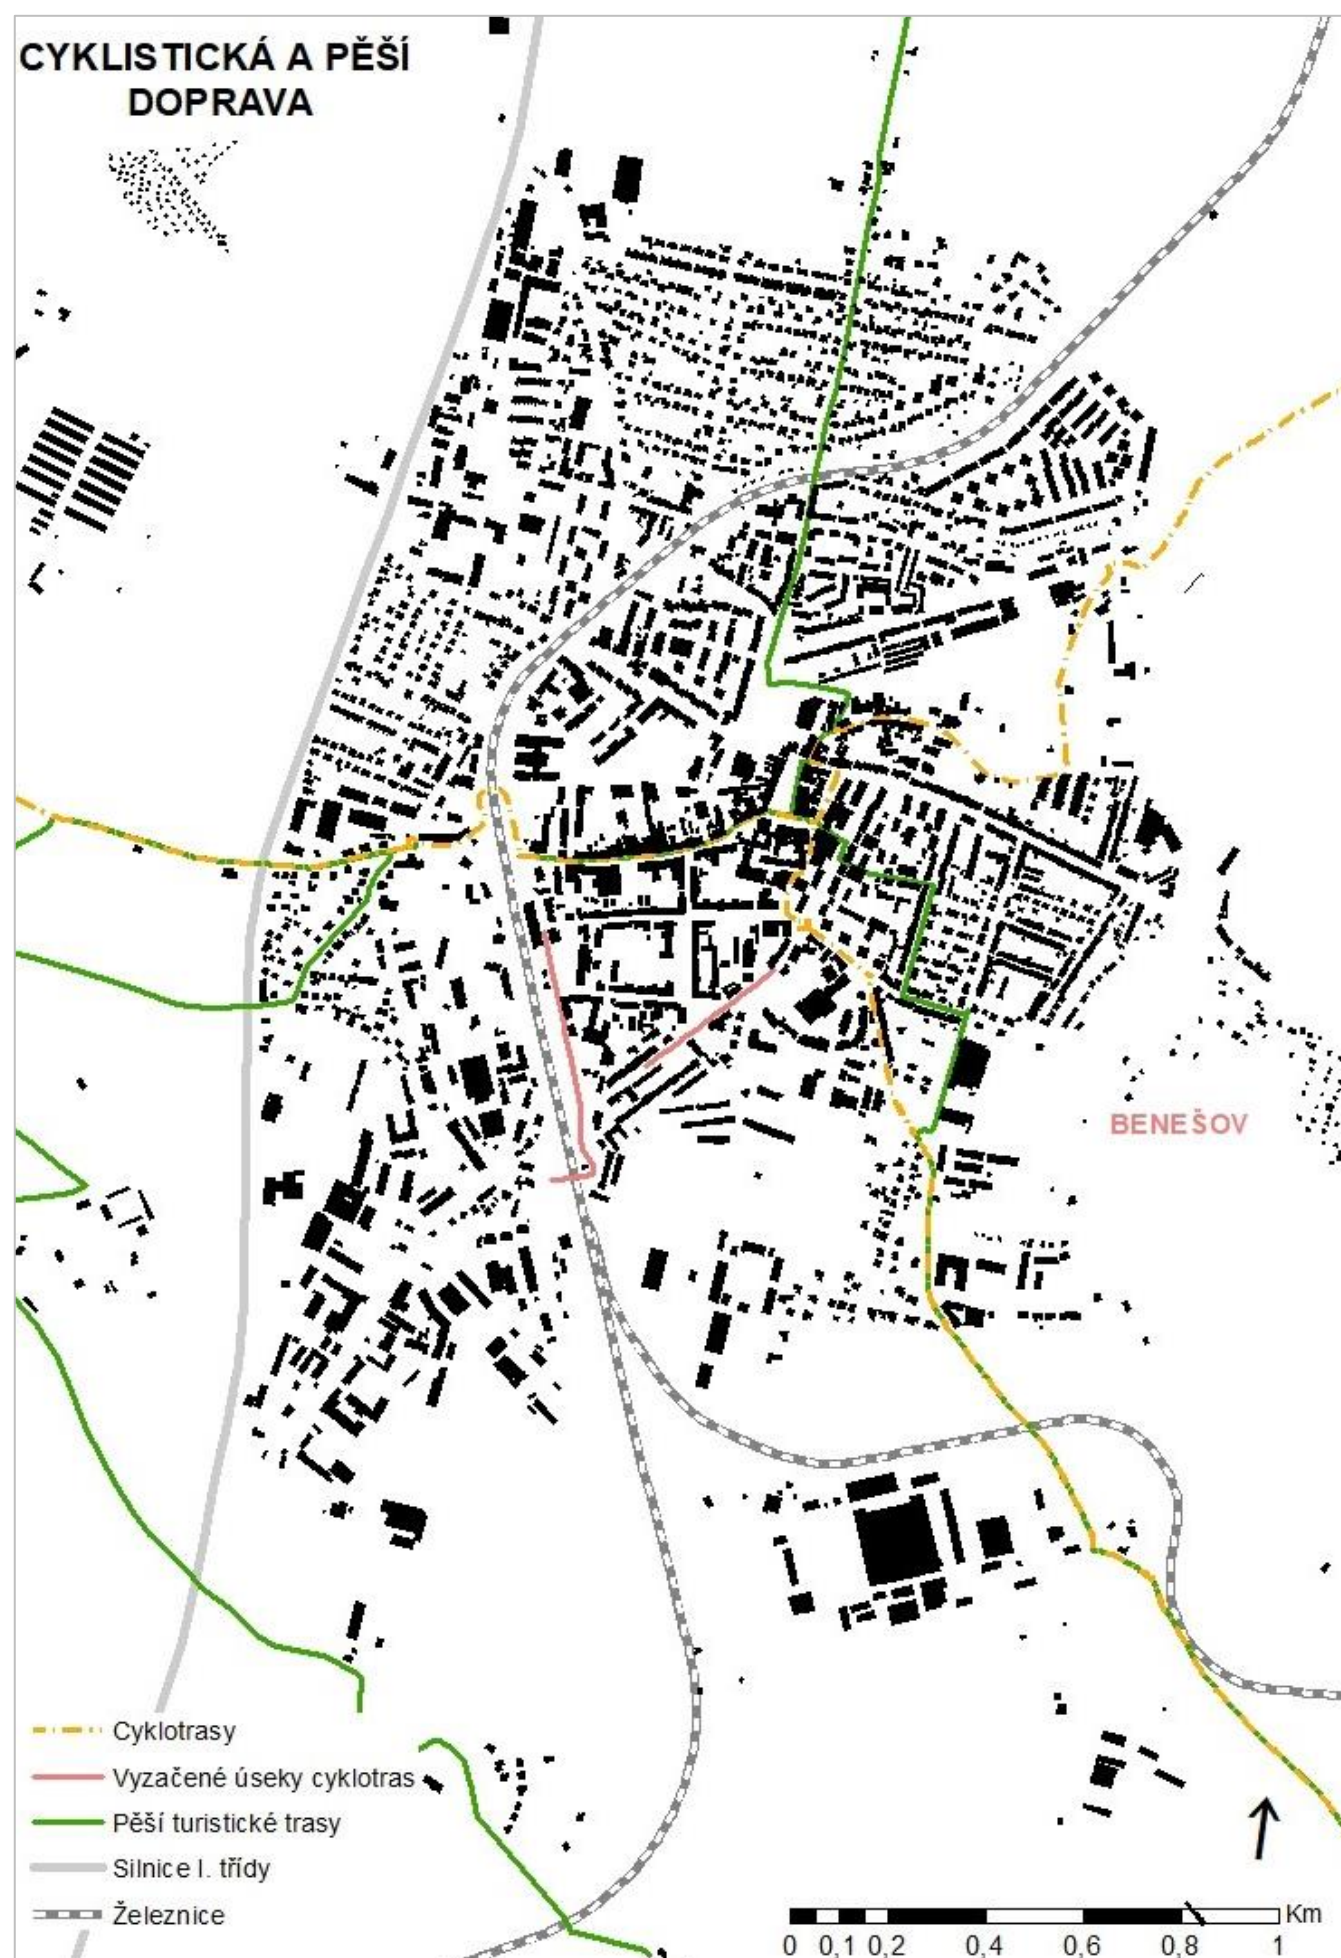 CYKLISTICKÁ A PĚŠÍ
DOPRAVA
BENEŠOV
Cyklotrasy
Vyzačené úseky cyklotras
Pěší turistické trasy
Silnice I. třídy
Železnice
Km
0 0,1 0,2 0,4 0,6 0,8 1